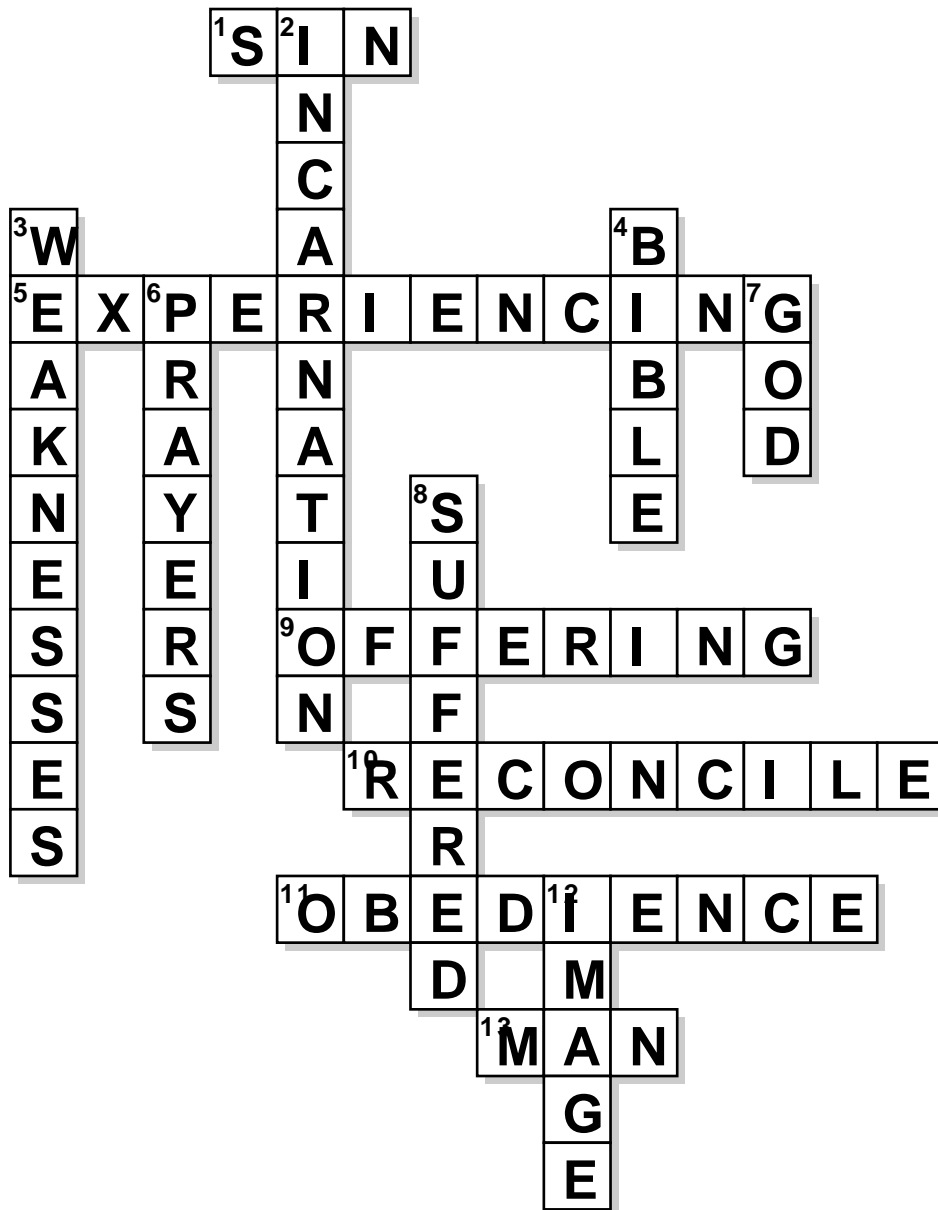 1S 2I N
N
C
3W A 4B
5E X 6P E R I E N C I N 7G
A R N B O
K A A L D
N Y T 8S E
E E I U
S R 9O F F E R I N G
S S N F
E 10R E C O N C I L E
S R
11O B E D 12I E N C E
D M
13M A N
G
E